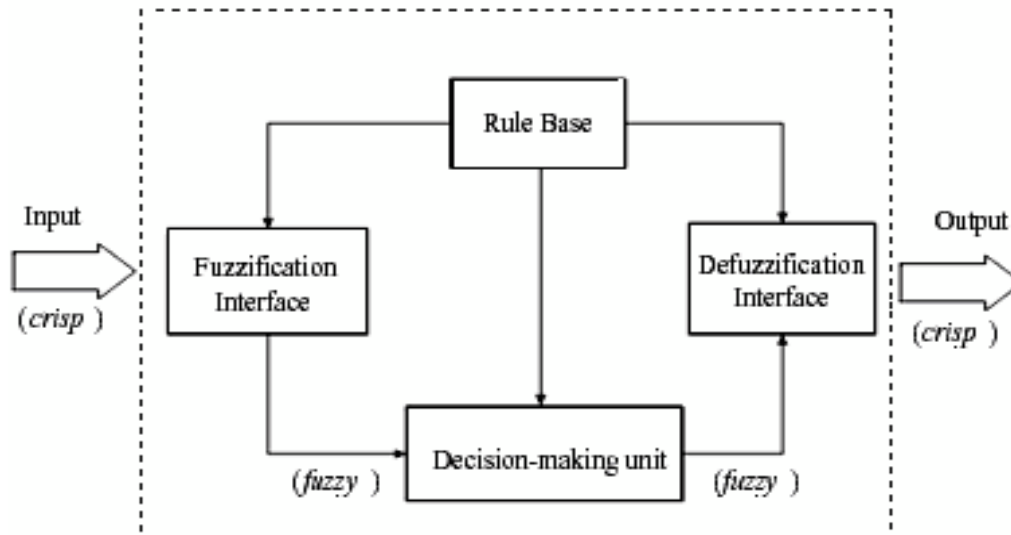 Rule Base
Input
Output
Fuzzification
Interface
Defuzzification
Interface
(crisp )
(crisp )
Decision-making unit
(fuzzy )
(fuzzy )